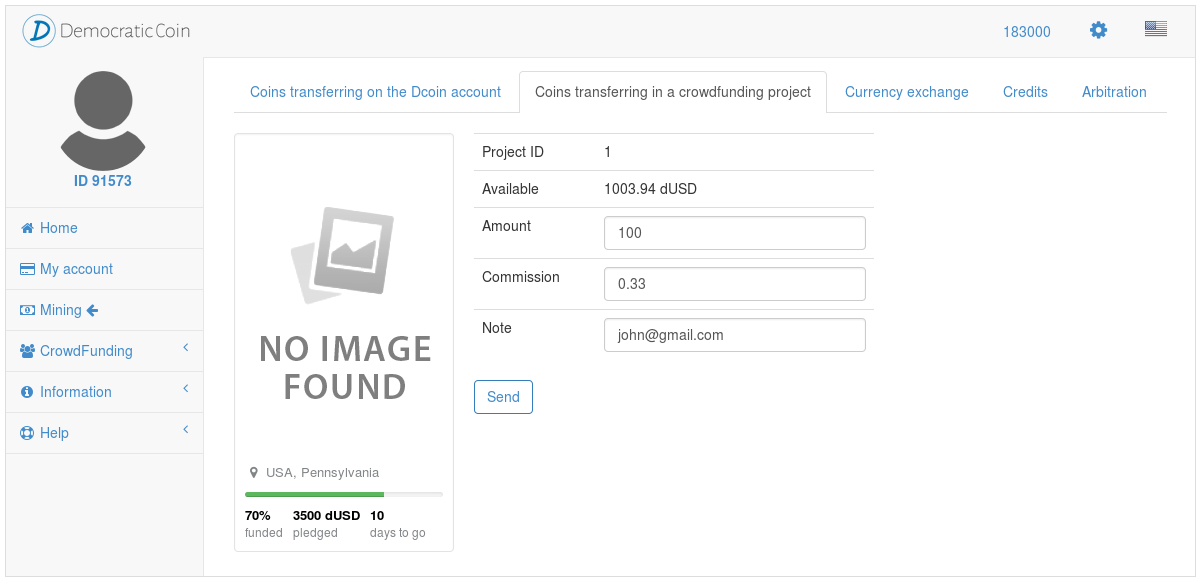 DemocraticCoin
183000
ID 91573
Home
My account
Mining
CrowdFunding
Information
Help
Coins transferring on the Dcoin account
Coins transferring in a crowdfunding project
Currency exchange
Credits
Arbitration
NO IMAGE
FOUND
USA, Pennsylvania
70% 3500 dUSD 10
funded pledged days to go
Project ID 1
Available 1003.94 dUSD
Amount 100
Commission 0.33
Note john@gmail.com
Send